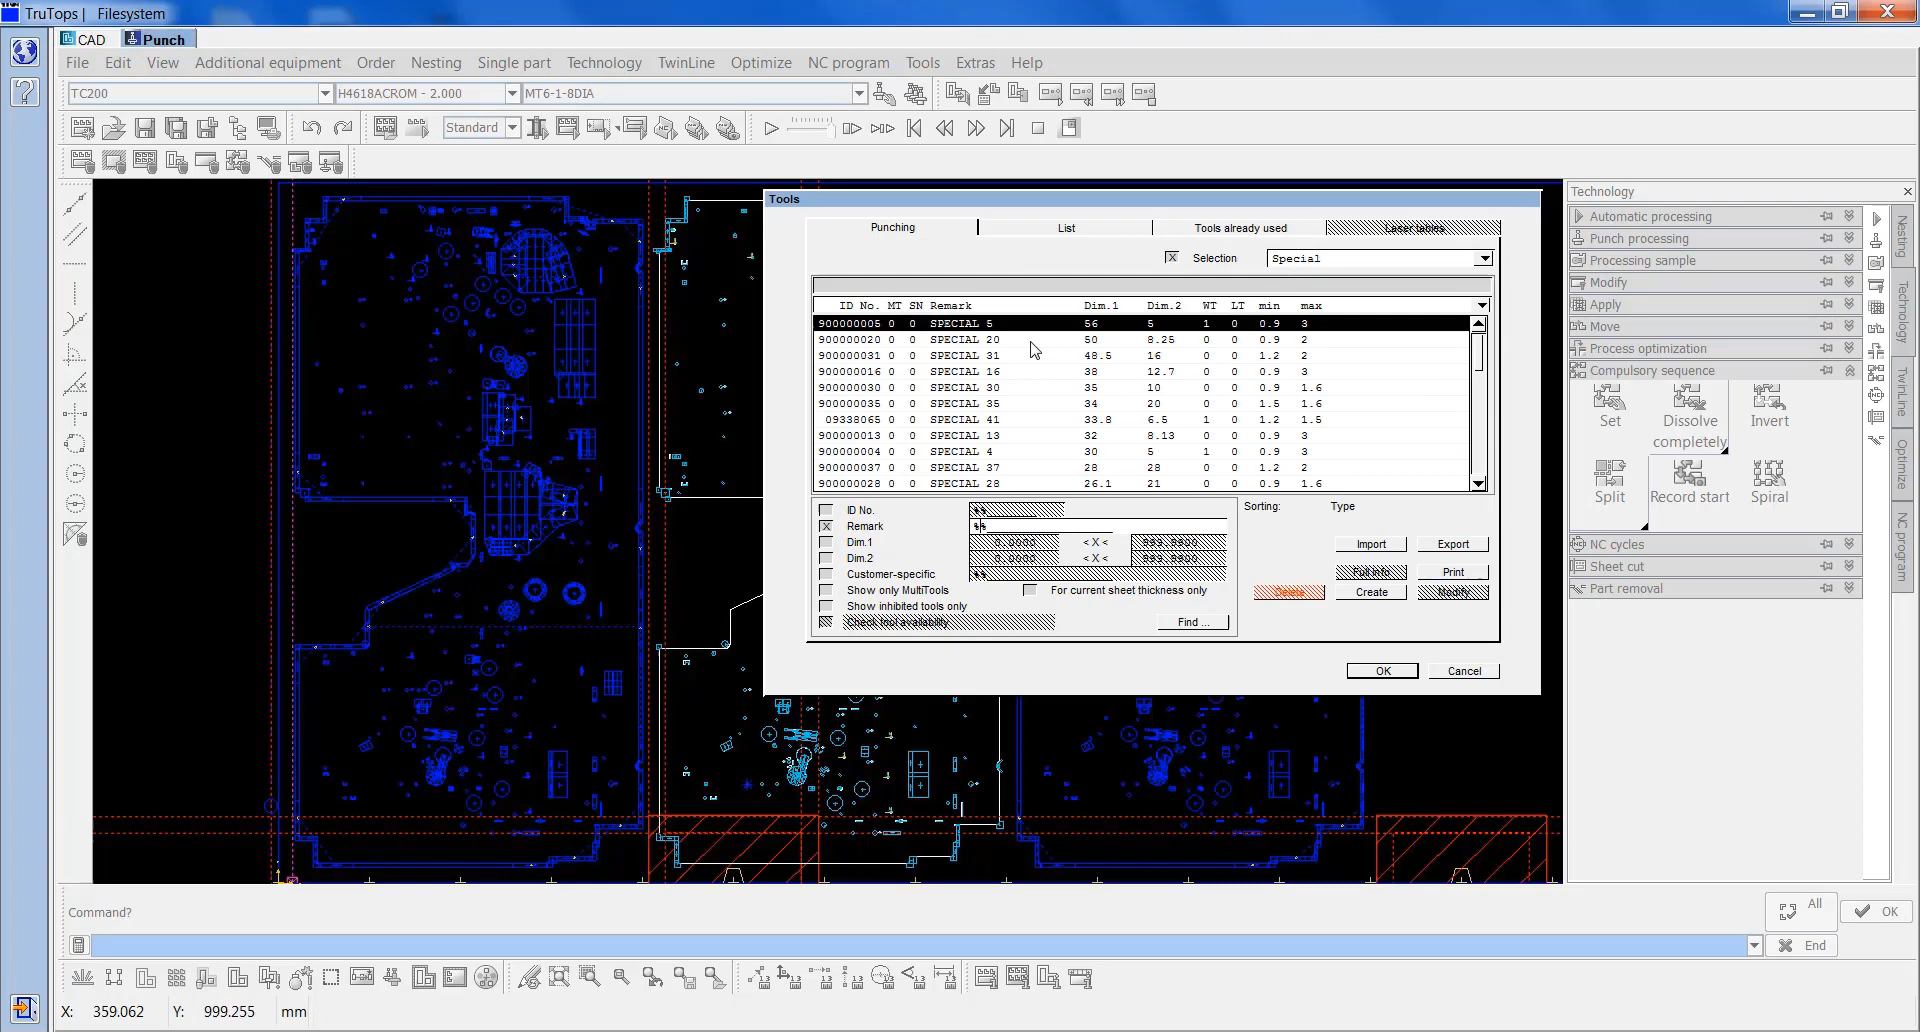 TruTops | Filesystem
CAD Punch
File Edit View Additional equipment Order Nesting Single part Technology TwinLine Optimize NC program Tools Extras Help
TC200 H4618ACROM - 2.000 MT6-1-8DIA
Standard
Tools
Punching List Tools already used Laser tables
X Selection Special
ID No. MT SN Remark Dim.1 Dim.2 WT LT min max
900000005 0 0 SPECIAL 5 56 5 1 0 0.9 3
900000020 0 0 SPECIAL 20 50 8.25 0 0 0.9 2
900000031 0 0 SPECIAL 31 48.5 16 0 0 1.2 2
900000016 0 0 SPECIAL 16 38 12.7 0 0 0.9 3
900000030 0 0 SPECIAL 30 35 10 0 0 0.9 1.6
900000035 0 0 SPECIAL 35 34 20 0 0 1.5 1.6
09338065 0 0 SPECIAL 41 33.8 6.5 1 0 1.2 1.5
900000013 0 0 SPECIAL 13 32 8.13 0 0 0.9 3
900000004 0 0 SPECIAL 4 30 5 1 0 0.9 3
900000037 0 0 SPECIAL 37 28 28 0 0 1.2 2
900000028 0 0 SPECIAL 28 26.1 21 0 0 0.9 1.6
ID No. %%
X Remark %%
Dim.1 0.0000 < X < 999.9900
Dim.2 0.0000 < X < 999.9900
Customer-specific %%
Show only MultiTools For current sheet thickness only
Show inhibited tools only
Check tool availability Find ...
Sorting: Type
Import Export
Full info Print
Delete Create Modify
OK Cancel
Technology
Automatic processing
Punch processing
Processing sample
Modify
Apply
Move
Process optimization
Compulsory sequence
Set Dissolve completely Invert
Split Record start Spiral
NC cycles
Sheet cut
Part removal
Nesting
Technology
TwinLine
Optimize
NC program
Command?
All OK
End
X: 359.062 Y: 999.255 mm